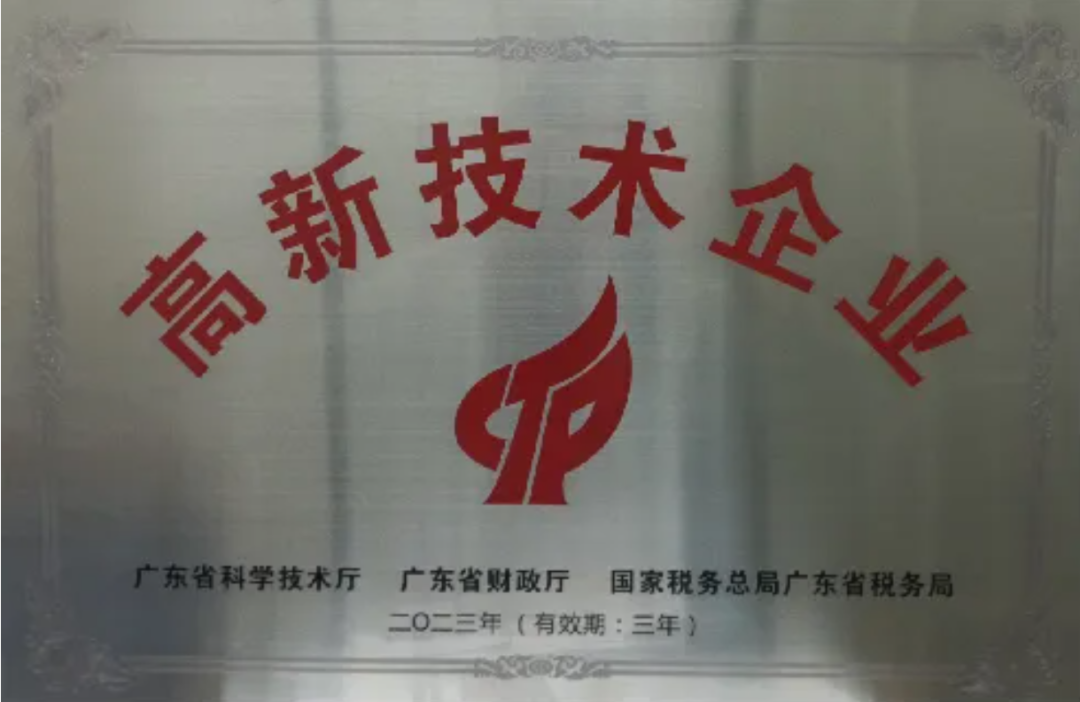 高新技术企业
广东省科学技术厅 广东省财政厅 国家税务总局广东省税务局
二〇二三年（有效期：三年）